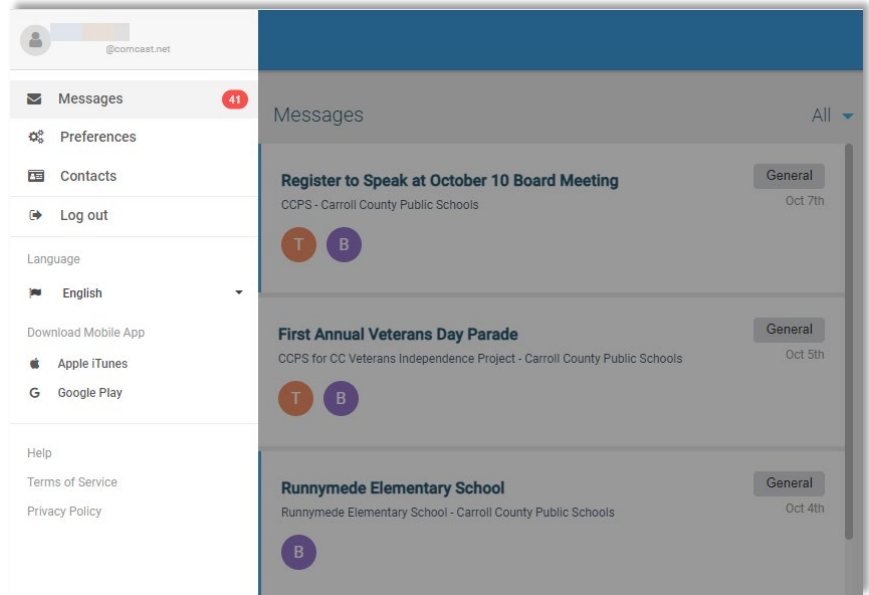 @comcast.net
Messages 41
Preferences
Contacts
Log out
Language
English
Download Mobile App
Apple iTunes
Google Play
Help
Terms of Service
Privacy Policy
Messages All
Register to Speak at October 10 Board Meeting General
CCPS - Carroll County Public Schools Oct 7th
T B
First Annual Veterans Day Parade General
CCPS for CC Veterans Independence Project - Carroll County Public Schools Oct 5th
T B
Runnymede Elementary School General
Runnymede Elementary School - Carroll County Public Schools Oct 4th
B